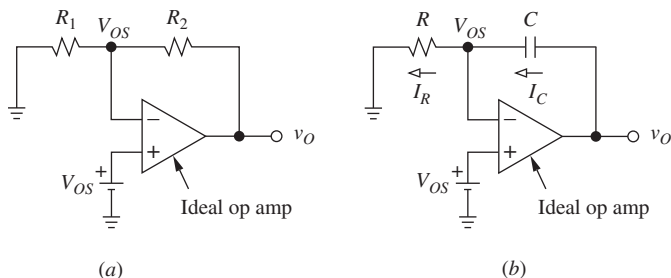 R1
VOS
R2
−
+
+
VOS
vO
Ideal op amp
(a)
R
VOS
C
IR
IC
−
+
+
VOS
vO
Ideal op amp
(b)